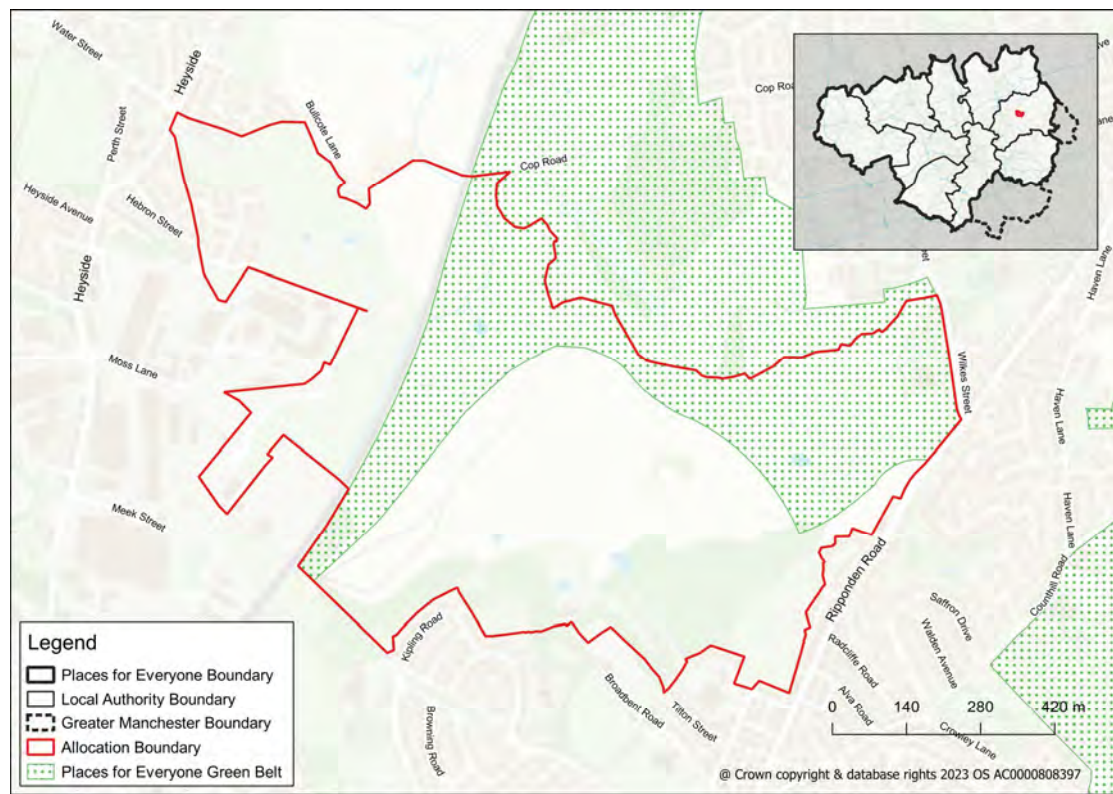 Water Street
Heyside
Perth Street
Bullcote Lane
Heyside Avenue
Hebron Street
Heyside
Moss Lane
Meek Street
Cop Road
Cop Roa
Haven Lane
Wilkes Street
Haven Lane
Haven Lane
Counthill Road
Ripponden Road
Saffron Drive
Walden Avenue
Radcliffe Road
Alva Road
Crowley Lane
Kipling Road
Browning Road
Broadbent Road
Titon Street
0 140 280 420 m
Legend
Places for Everyone Boundary
Local Authority Boundary
Greater Manchester Boundary
Allocation Boundary
Places for Everyone Green Belt
@ Crown copyright & database rights 2023 OS AC0000808397